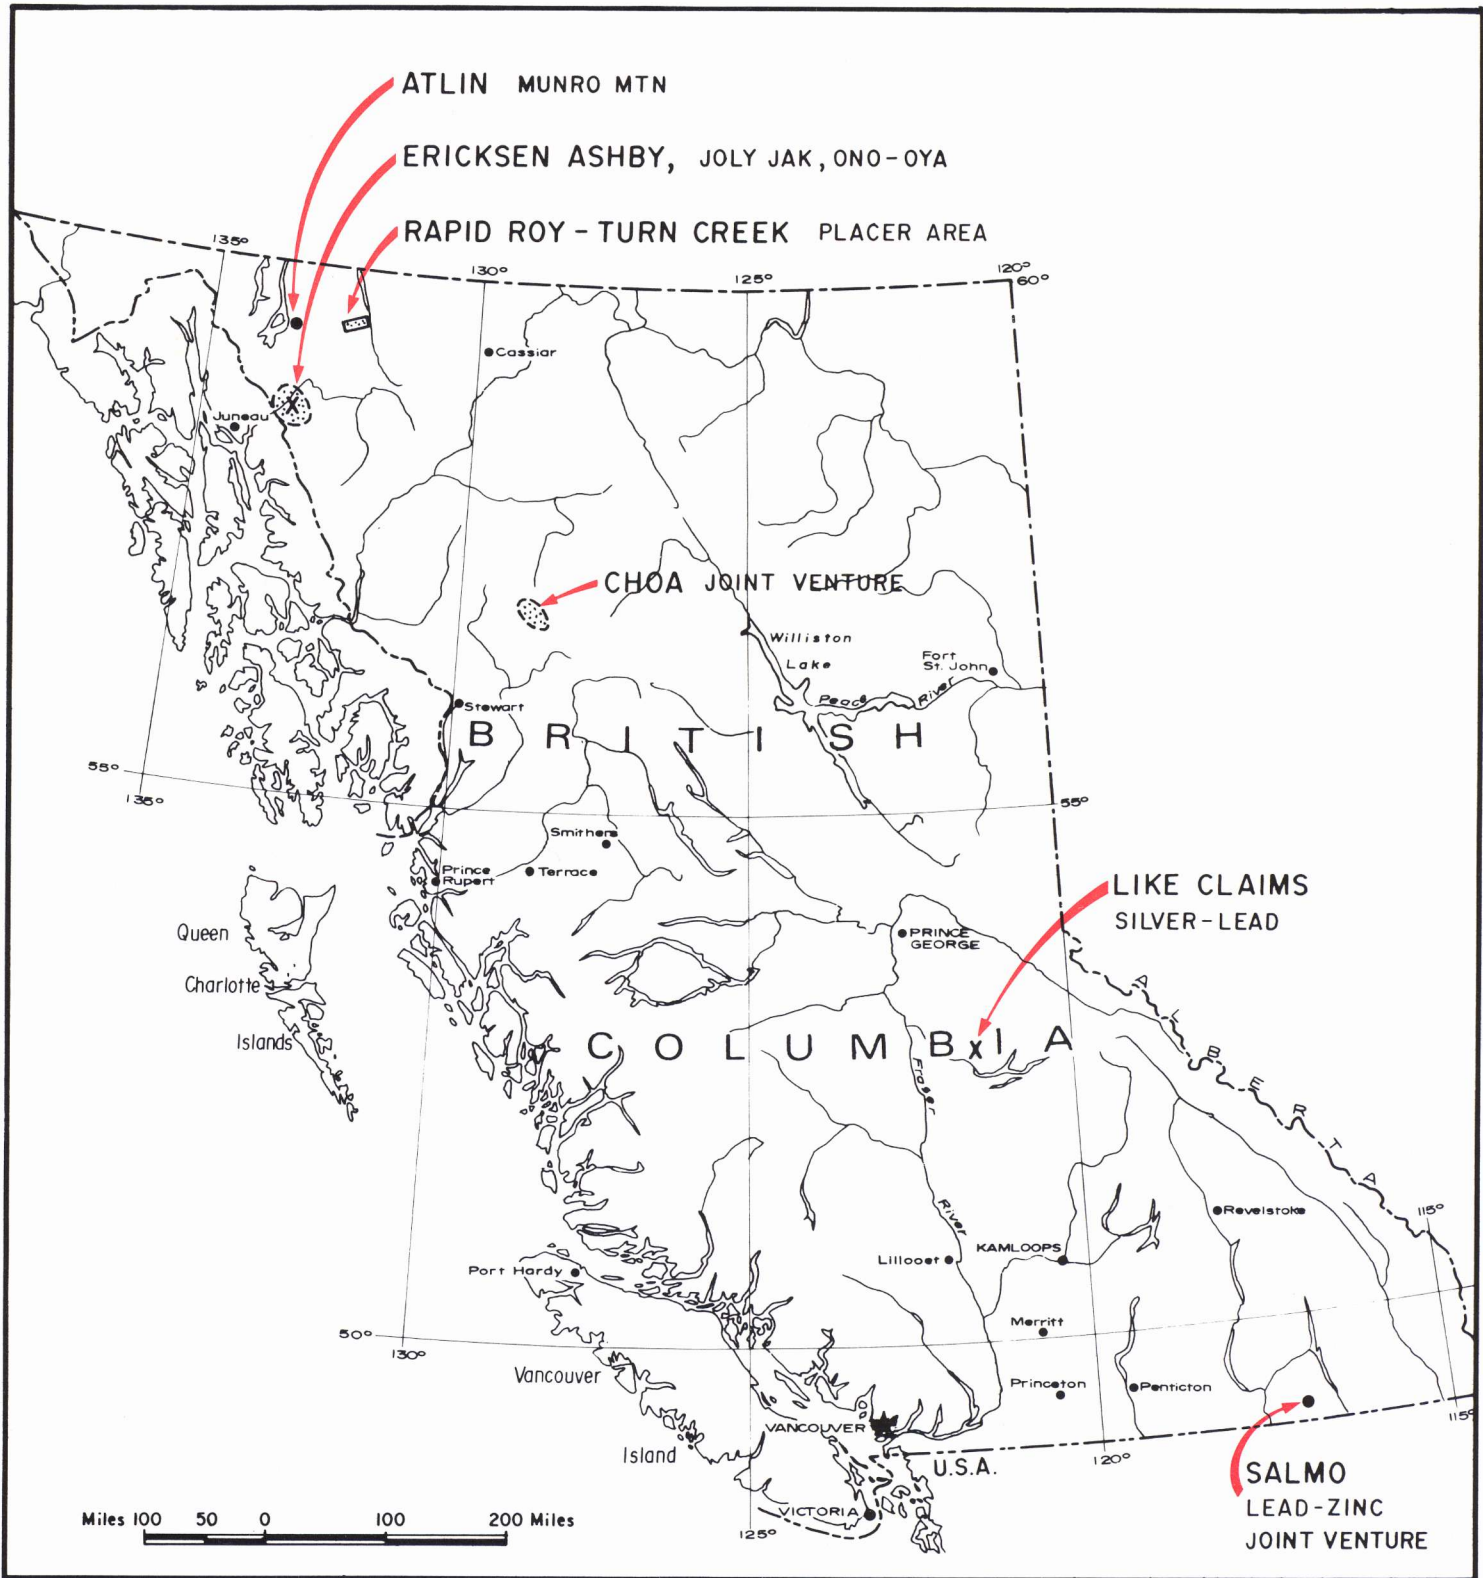 ATLIN MUNRO MTN
ERICKSEN ASHBY, JOLY JAK, ONO-OYA
RAPID ROY - TURN CREEK PLACER AREA
135°
130°
125°
120°
60°
Cassiar
Juneau
X
CHOA JOINT VENTURE
Williston
Lake
Fort
St. John
Peace River
Stewart
BRITISH
55°
135°
55°
Smithers
Terrace
Prince
Rupert
LIKE CLAIMS
SILVER-LEAD
PRINCE
GEORGE
Queen
Charlotte
Islands
COLUMBIA
x
ALBERTA
Fraser
River
Revelstoke
115°
Lillooet
KAMLOOPS
Port Hardy
Merritt
50°
130°
Vancouver
Island
Princeton
Penticton
VANCOUVER
115°
U.S.A.
120°
SALMO
LEAD-ZINC
JOINT VENTURE
VICTORIA
125°
Miles 100 50 0 100 200 Miles